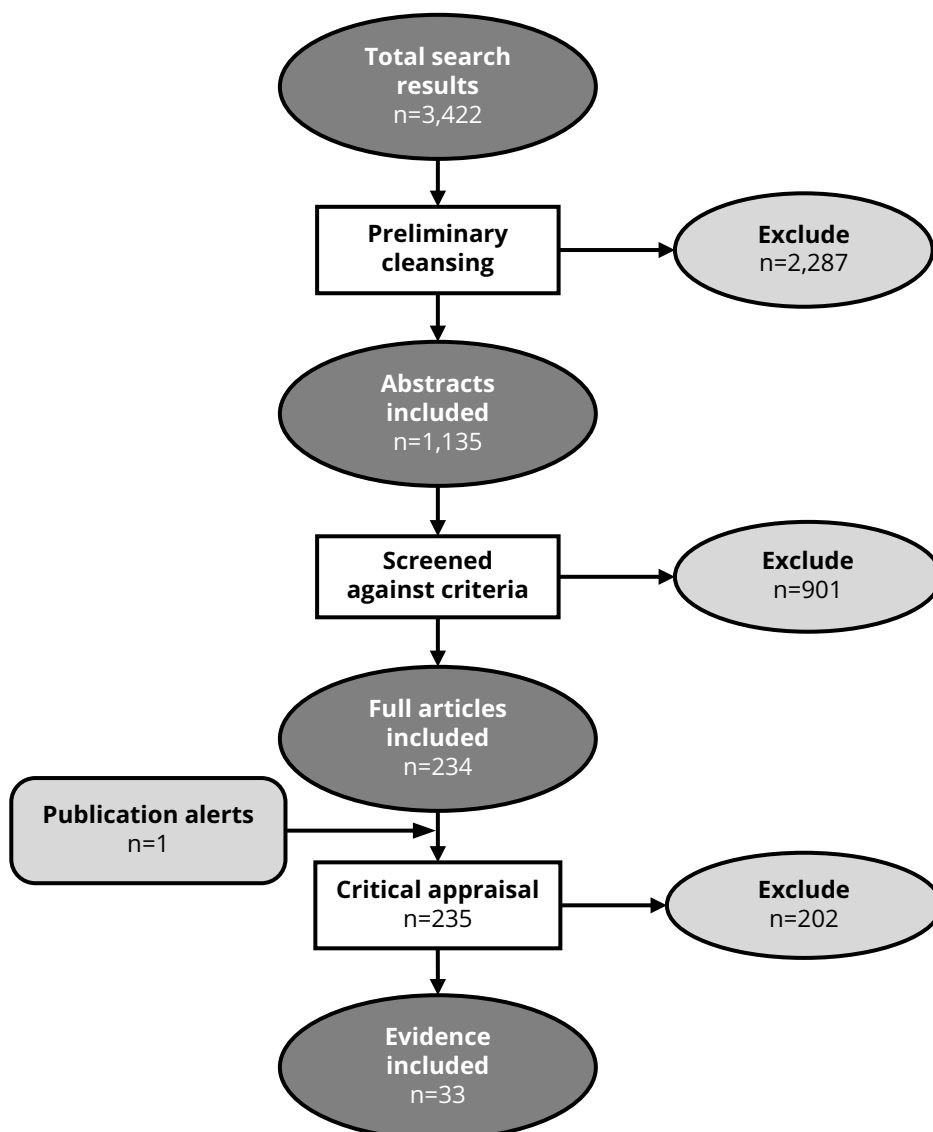 Total search
results
n=3,422
Preliminary
cleansing
Exclude
n=2,287
Abstracts
included
n=1,135
Screened
against criteria
Exclude
n=901
Full articles
included
n=234
Publication alerts
n=1
Critical appraisal
n=235
Exclude
n=202
Evidence
included
n=33